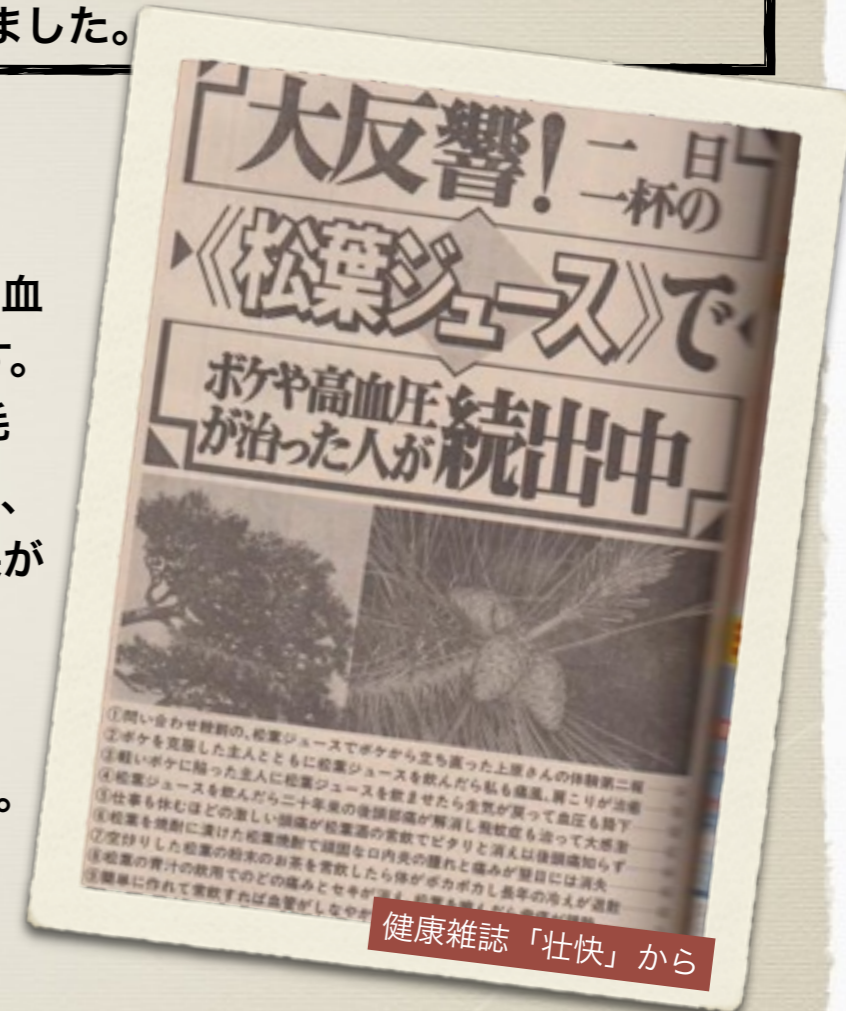 ました。
血
す。
毛
、
が
。
「大反響！一日一杯の
《松葉ジュース》で
ボケや高血圧
が治った人が続出中」
①問い合わせ殺到の、松葉ジュースでボケから立ち直った上原さんの体験第二報
②ボケを克服した主人とともに松葉ジュースを飲んだら私も痛風、肩こりが治癒
③軽いボケに陥った主人に松葉ジュースを飲ませたら生気が戻って血圧も降下
④松葉ジュースを飲んだら二十年来の後頭部痛が解消し飛蚊症も治って大感激
⑤仕事も休むほどの激しい頭痛が松葉酒の常飲でピタリと消え以後頭痛知らず
⑥松葉を焼酎に漬けた松葉焼酎で頑固な口内炎の腫れと痛みが翌日には消失
⑦空炒りした松葉の粉末のお茶を常飲したら体がポカポカし長年の冷えが退散
⑧松葉の青汁の飲用でのどの痛みとセキが消え
⑨簡単に作れて常飲すれば血管がしなやか
健康雑誌「壮快」から